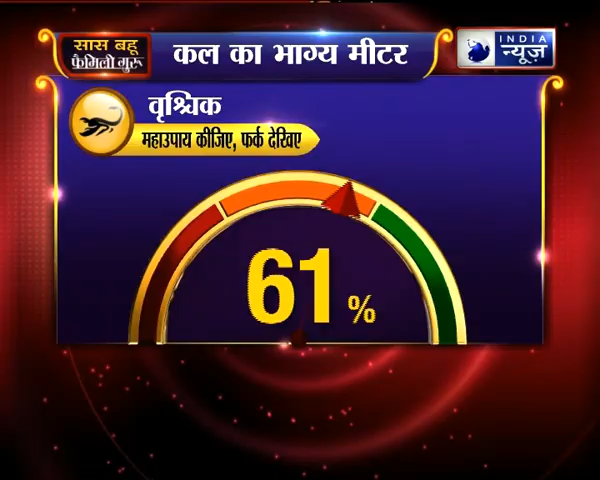 सास बहू
फैमिली गुरु
कल का भाग्य मीटर
INDIA
न्यूज़
वृश्चिक
महाउपाय कीजिए, फर्क देखिए
61 %